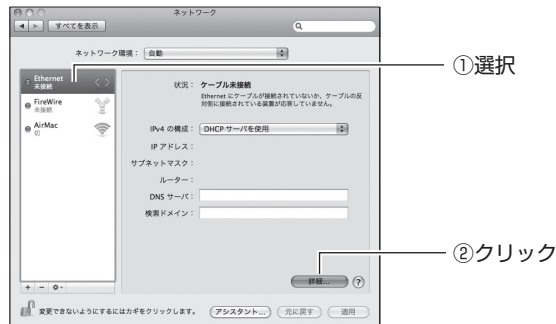 ネットワーク
すべてを表示
ネットワーク環境： 自動
①選択
Ethernet
未接続
FireWire
未接続
AirMac
切
状況： ケーブル未接続
Ethernet にケーブルが接続されていないか、ケーブルの反
対側に接続されている装置が応答していません。
IPv4 の構成： DHCP サーバを使用
IP アドレス：
サブネットマスク：
ルーター：
DNS サーバ：
検索ドメイン：
②クリック
詳細... ?
+ −
変更できないようにするにはカギをクリックします。 アシスタント... 元に戻す 適用